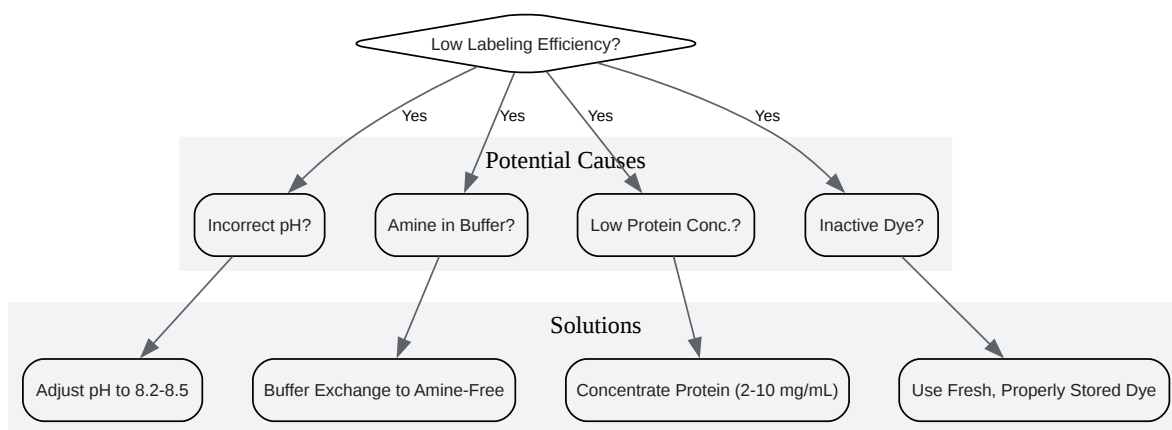 Low Labeling Efficiency?
Yes
Yes
Yes
Yes
Potential Causes
Incorrect pH?
Amine in Buffer?
Low Protein Conc.?
Inactive Dye?
Solutions
Adjust pH to 8.2-8.5
Buffer Exchange to Amine-Free
Concentrate Protein (2-10 mg/mL)
Use Fresh, Properly Stored Dye